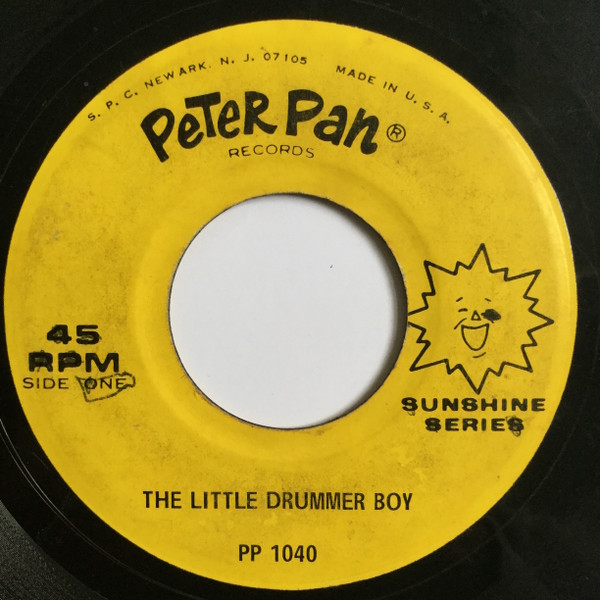 S. P. C. NEWARK. N. J. 07105 MADE IN U. S. A.
PETER Pan®
RECORDS
45
RPM
SIDE ONE
SUNSHINE
SERIES
THE LITTLE DRUMMER BOY
PP 1040